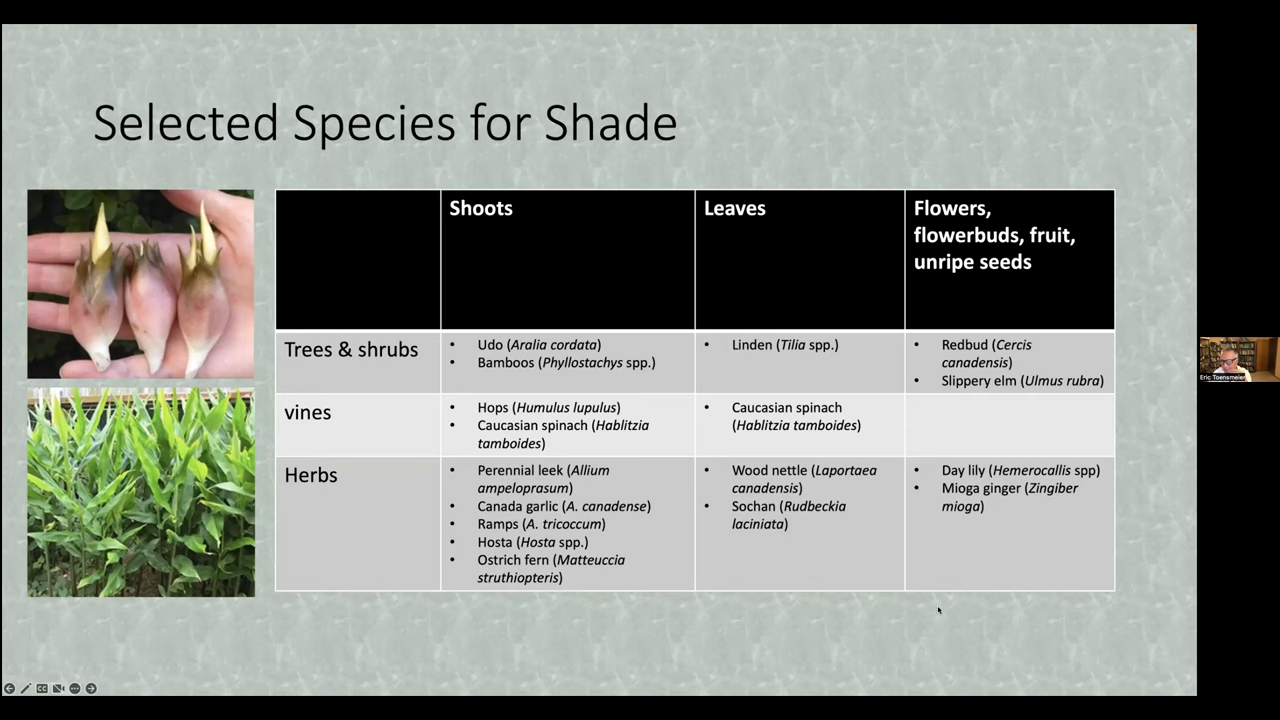 Selected Species for Shade
Shoots
Leaves
Flowers,
flowerbuds, fruit,
unripe seeds
Trees & shrubs
• Udo (Aralia cordata)
• Bamboos (Phyllostachys spp.)
• Linden (Tilia spp.)
• Redbud (Cercis
canadensis)
• Slippery elm (Ulmus rubra)
vines
• Hops (Humulus lupulus)
• Caucasian spinach (Hablitzia
tamboides)
• Caucasian spinach
(Hablitzia tamboides)
Herbs
• Perennial leek (Allium
ampeloprasum)
• Canada garlic (A. canadense)
• Ramps (A. tricoccum)
• Hosta (Hosta spp.)
• Ostrich fern (Matteuccia
struthiopteris)
• Wood nettle (Laportaea
canadensis)
• Sochan (Rudbeckia
laciniata)
• Day lily (Hemerocallis spp)
• Mioga ginger (Zingiber
mioga)
Eric Toensmeier
CC